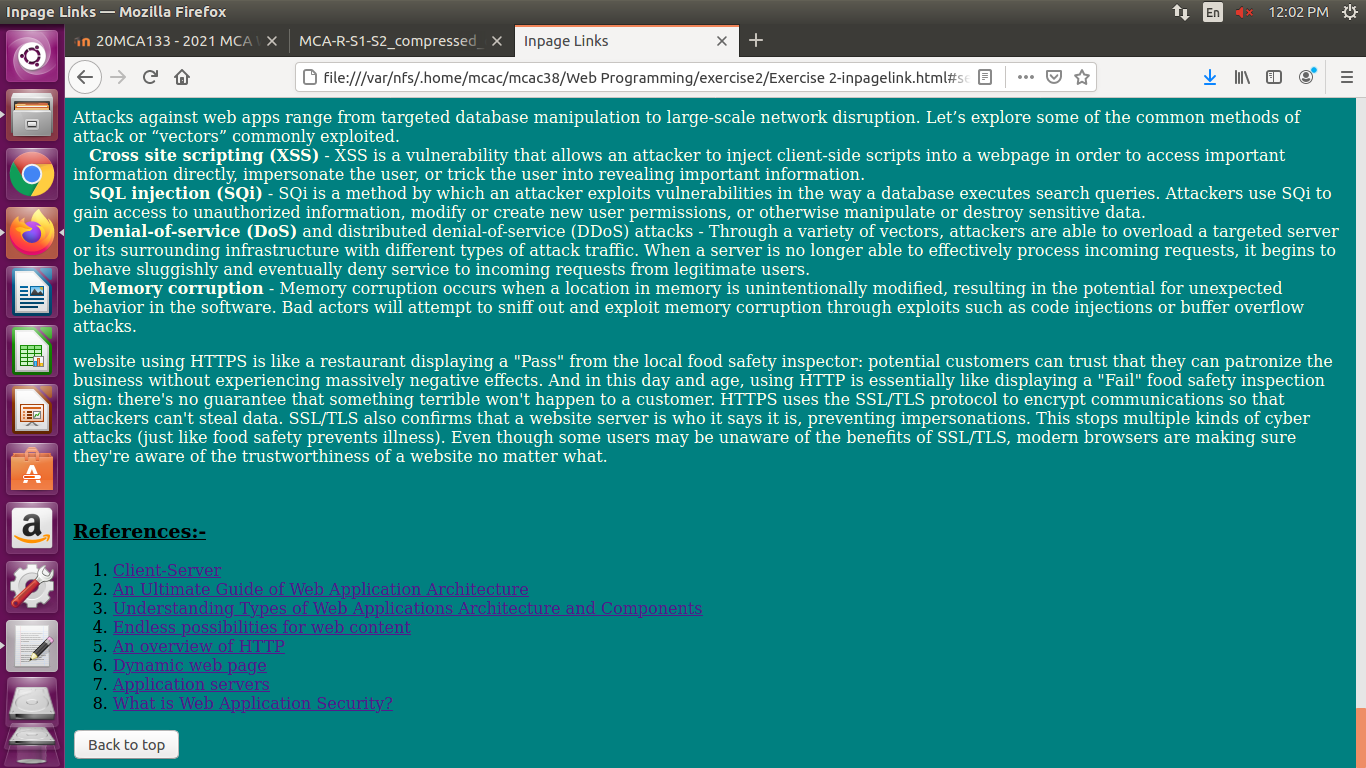 Inpage Links — Mozilla Firefox
En
12:02 PM
20MCA133 - 2021 MCA
MCA-R-S1-S2_compressed_
Inpage Links
file:///var/nfs/.home/mcac/mcac38/Web Programming/exercise2/Exercise 2-inpagelink.html#se
Attacks against web apps range from targeted database manipulation to large-scale network disruption. Let’s explore some of the common methods of
attack or “vectors” commonly exploited.
Cross site scripting (XSS) - XSS is a vulnerability that allows an attacker to inject client-side scripts into a webpage in order to access important
information directly, impersonate the user, or trick the user into revealing important information.
SQL injection (SQi) - SQi is a method by which an attacker exploits vulnerabilities in the way a database executes search queries. Attackers use SQi to
gain access to unauthorized information, modify or create new user permissions, or otherwise manipulate or destroy sensitive data.
Denial-of-service (DoS) and distributed denial-of-service (DDoS) attacks - Through a variety of vectors, attackers are able to overload a targeted server
or its surrounding infrastructure with different types of attack traffic. When a server is no longer able to effectively process incoming requests, it begins to
behave sluggishly and eventually deny service to incoming requests from legitimate users.
Memory corruption - Memory corruption occurs when a location in memory is unintentionally modified, resulting in the potential for unexpected
behavior in the software. Bad actors will attempt to sniff out and exploit memory corruption through exploits such as code injections or buffer overflow
attacks.
website using HTTPS is like a restaurant displaying a "Pass" from the local food safety inspector: potential customers can trust that they can patronize the
business without experiencing massively negative effects. And in this day and age, using HTTP is essentially like displaying a "Fail" food safety inspection
sign: there's no guarantee that something terrible won't happen to a customer. HTTPS uses the SSL/TLS protocol to encrypt communications so that
attackers can't steal data. SSL/TLS also confirms that a website server is who it says it is, preventing impersonations. This stops multiple kinds of cyber
attacks (just like food safety prevents illness). Even though some users may be unaware of the benefits of SSL/TLS, modern browsers are making sure
they're aware of the trustworthiness of a website no matter what.
References:-
1. Client-Server
2. An Ultimate Guide of Web Application Architecture
3. Understanding Types of Web Applications Architecture and Components
4. Endless possibilities for web content
5. An overview of HTTP
6. Dynamic web page
7. Application servers
8. What is Web Application Security?
Back to top